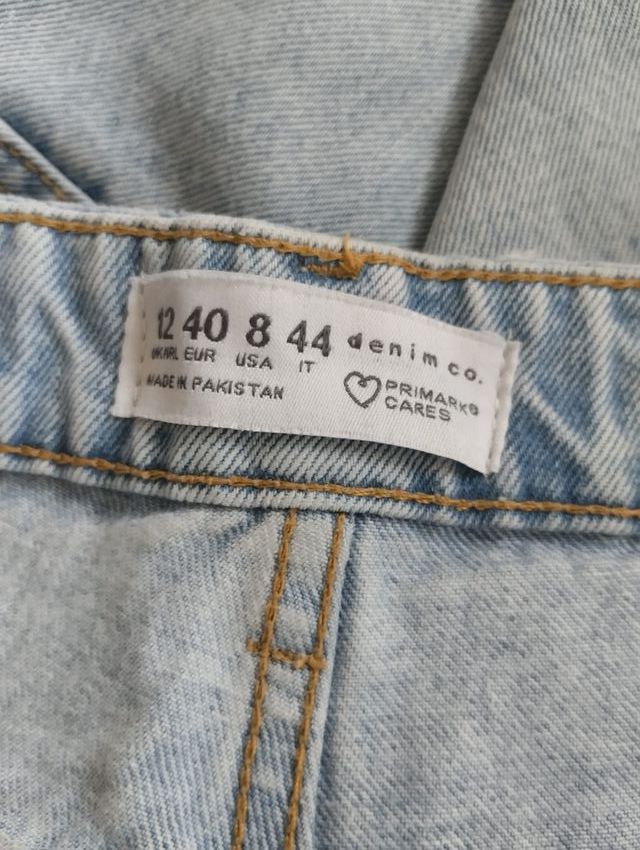 12 40 8 44 denim co.
UK/IRL EUR USA IT
MADE IN PAKISTAN
PRIMARK®
CARES